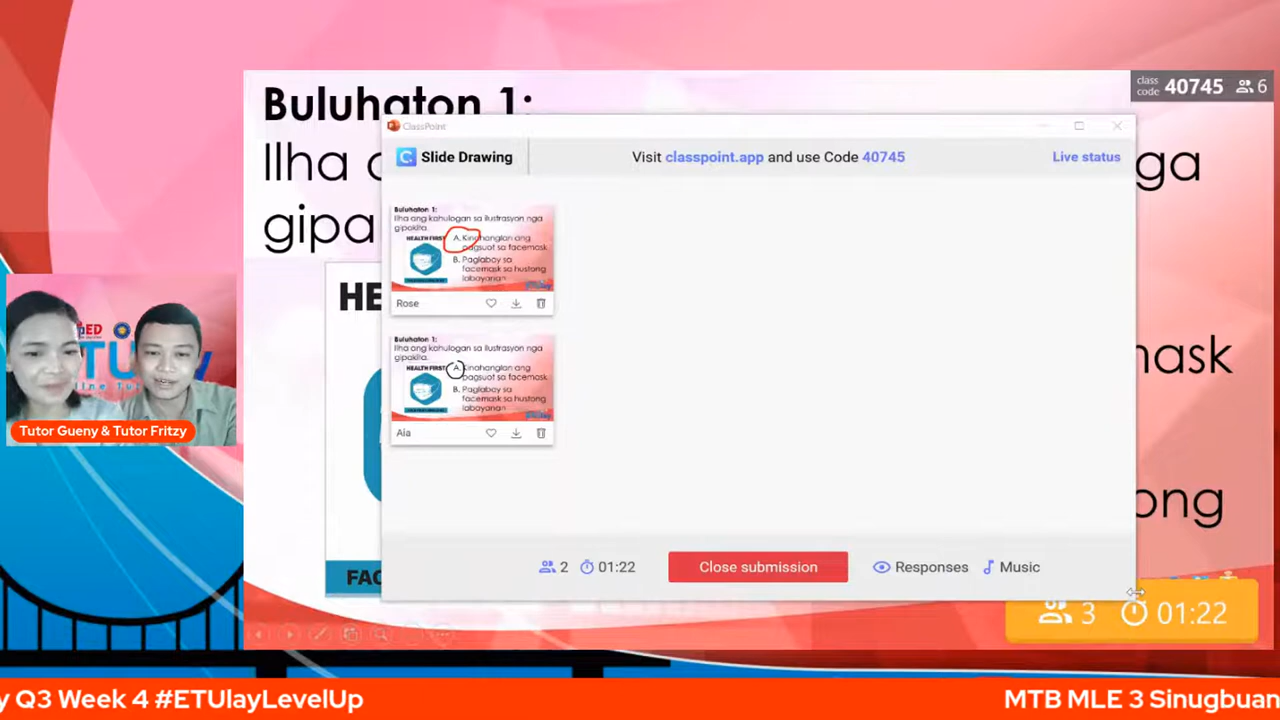 Buluhaton 1:
Ilha
nga
gipa
HE
mask
ong
FAC
class code 40745 6
ClassPoint
Slide Drawing
Visit classpoint.app and use Code 40745
Live status
Buluhaton 1:
Ilha ang kahulogan sa ilustrasyon nga
gipakita.
HEALTH FIRST
A. Kinahanglan ang
pagsuot sa facemask
B. Paglabay sa
facemask sa hustong
labayanan
Rose
Buluhaton 1:
Ilha ang kahulogan sa ilustrasyon nga
gipakita.
HEALTH FIRST
A. Kinahanglan ang
pagsuot sa facemask
B. Paglabay sa
facemask sa hustong
labayanan
Aia
2 01:22
Close submission
Responses
Music
3 01:22
Tutor Gueny & Tutor Fritzy
y Q3 Week 4 #ETUlayLevelUp
MTB MLE 3 Sinugbuan